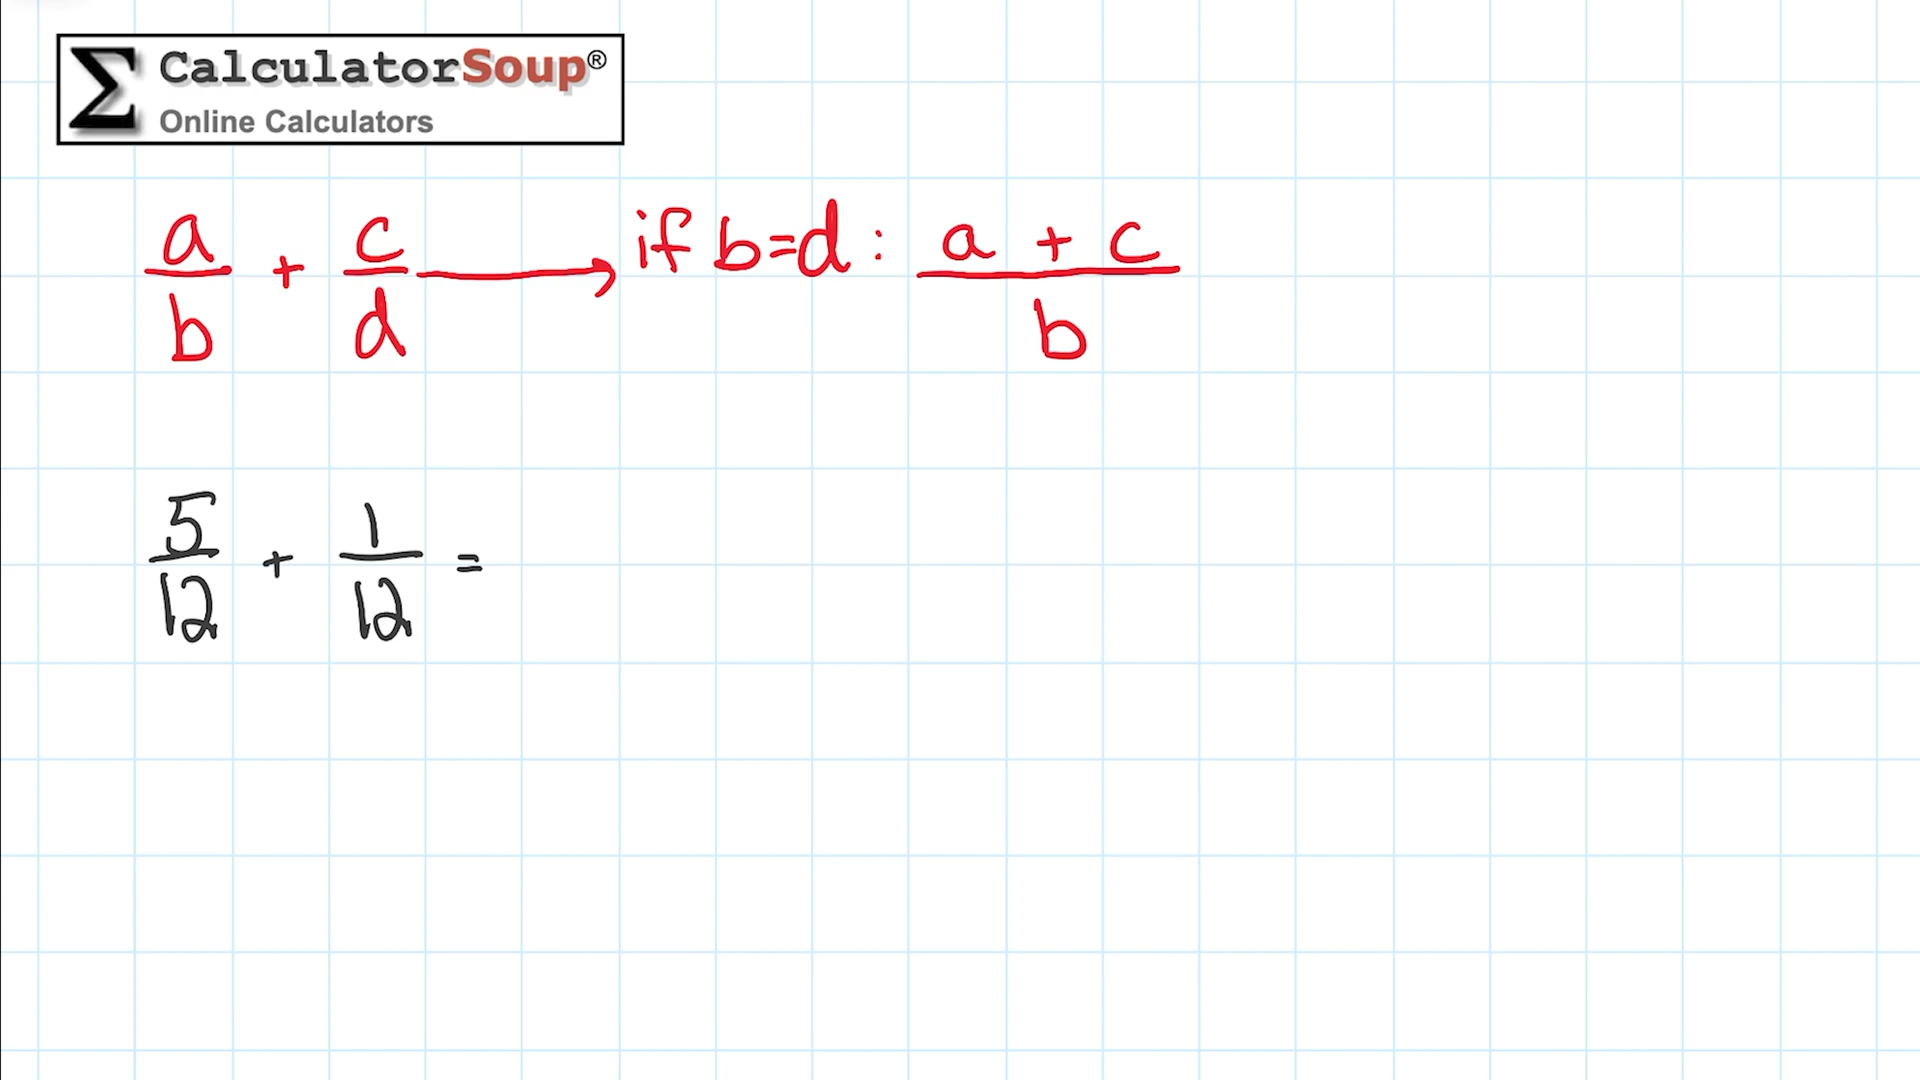 CalculatorSoup®
Online Calculators
a/b + c/d → if b=d: a + c/b
5/12 + 1/12 =